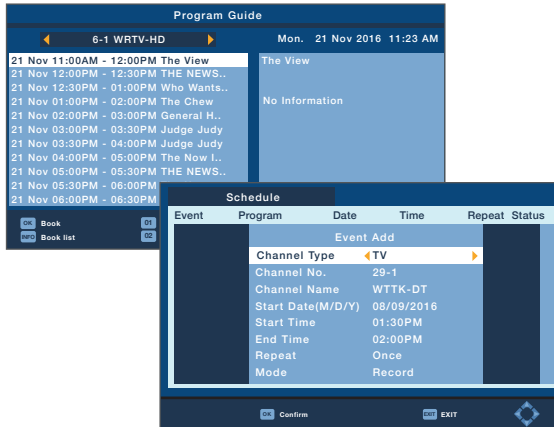 Program Guide
6-1 WRTV-HD
Mon. 21 Nov 2016 11:23 AM
21 Nov 11:00AM - 12:00PM The View
21 Nov 12:00PM - 12:30PM THE NEWS..
21 Nov 12:30PM - 01:00PM Who Wants..
21 Nov 01:00PM - 02:00PM The Chew
21 Nov 02:00PM - 03:00PM General H..
21 Nov 03:00PM - 03:30PM Judge Judy
21 Nov 03:30PM - 04:00PM Judge Judy
21 Nov 04:00PM - 05:00PM The Now I..
21 Nov 05:00PM - 05:30PM THE NEWS..
21 Nov 05:30PM - 06:00PM
21 Nov 06:00PM - 06:30PM
The View
No Information
OK Book
01
INFO Book list
02
Schedule
Event Program Date Time Repeat Status
Event Add
Channel Type TV
Channel No. 29-1
Channel Name WTTK-DT
Start Date(M/D/Y) 08/09/2016
Start Time 01:30PM
End Time 02:00PM
Repeat Once
Mode Record
OK Confirm
EXIT EXIT